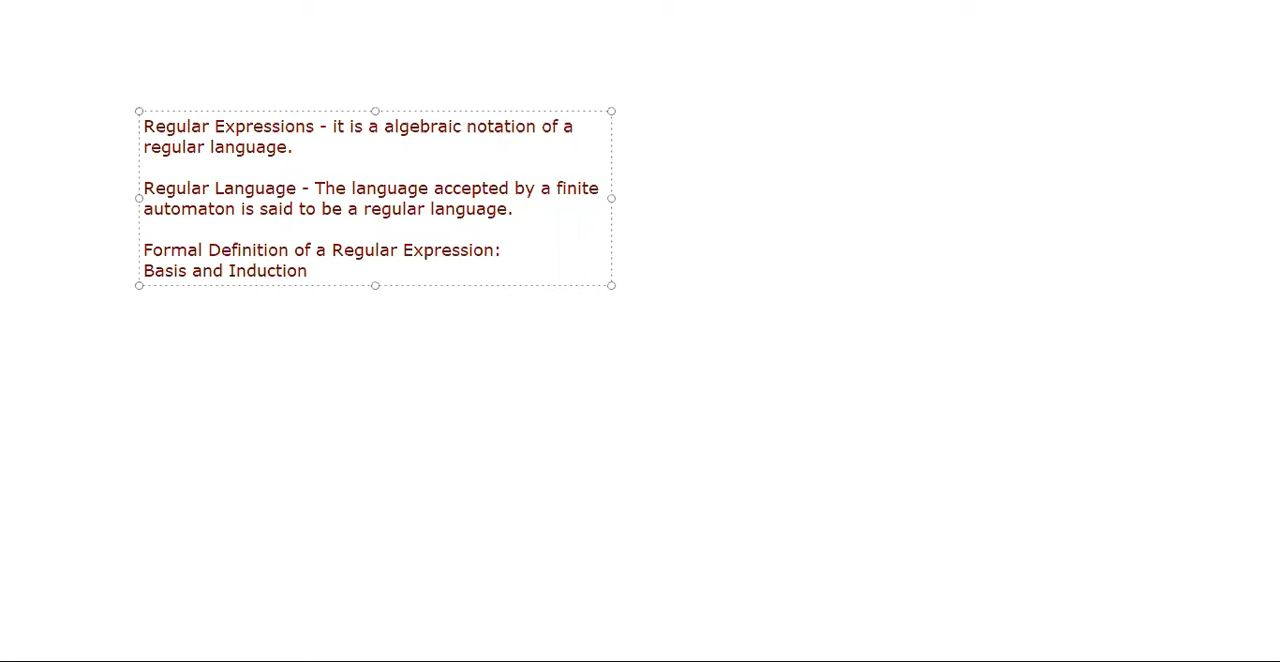 Regular Expressions - it is a algebraic notation of a
regular language.
Regular Language - The language accepted by a finite
automaton is said to be a regular language.
Formal Definition of a Regular Expression:
Basis and Induction